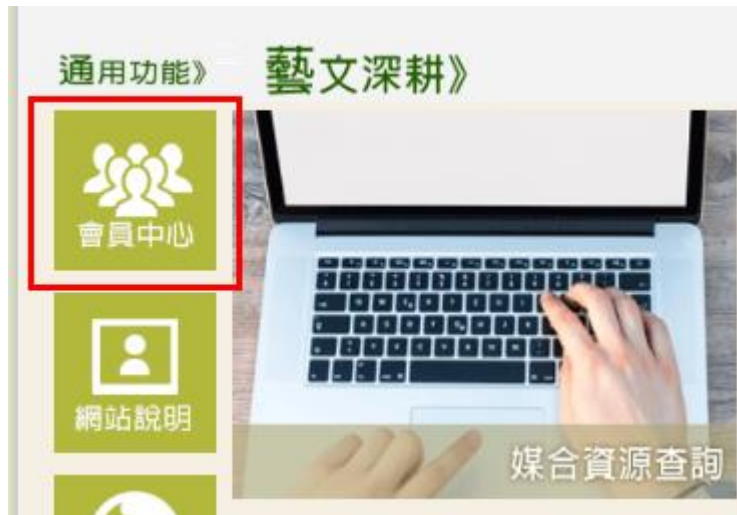 通用功能》
藝文深耕》
會員中心
網站說明
媒合資源查詢